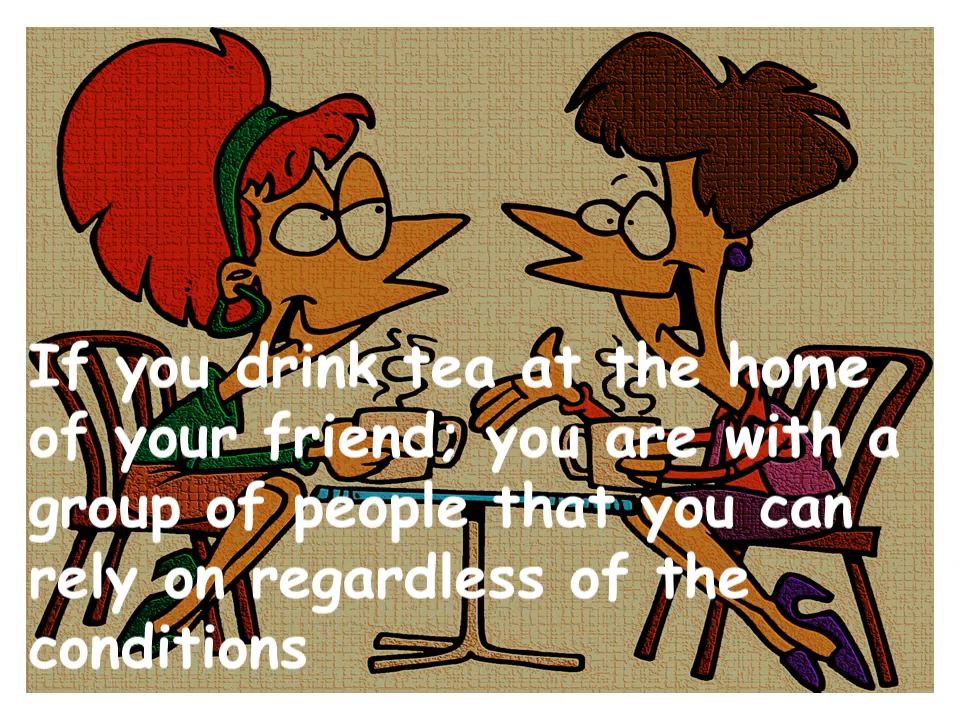 If you drink tea at the home
of your friend; you are with a
group of people that you can
rely on regardless of the
conditions